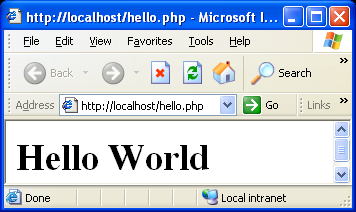 http://localhost/hello.php - Microsoft I...
File Edit View Favorites Tools Help
Back Search
Address http://localhost/hello.php Go Links »
Hello World
Done Local intranet